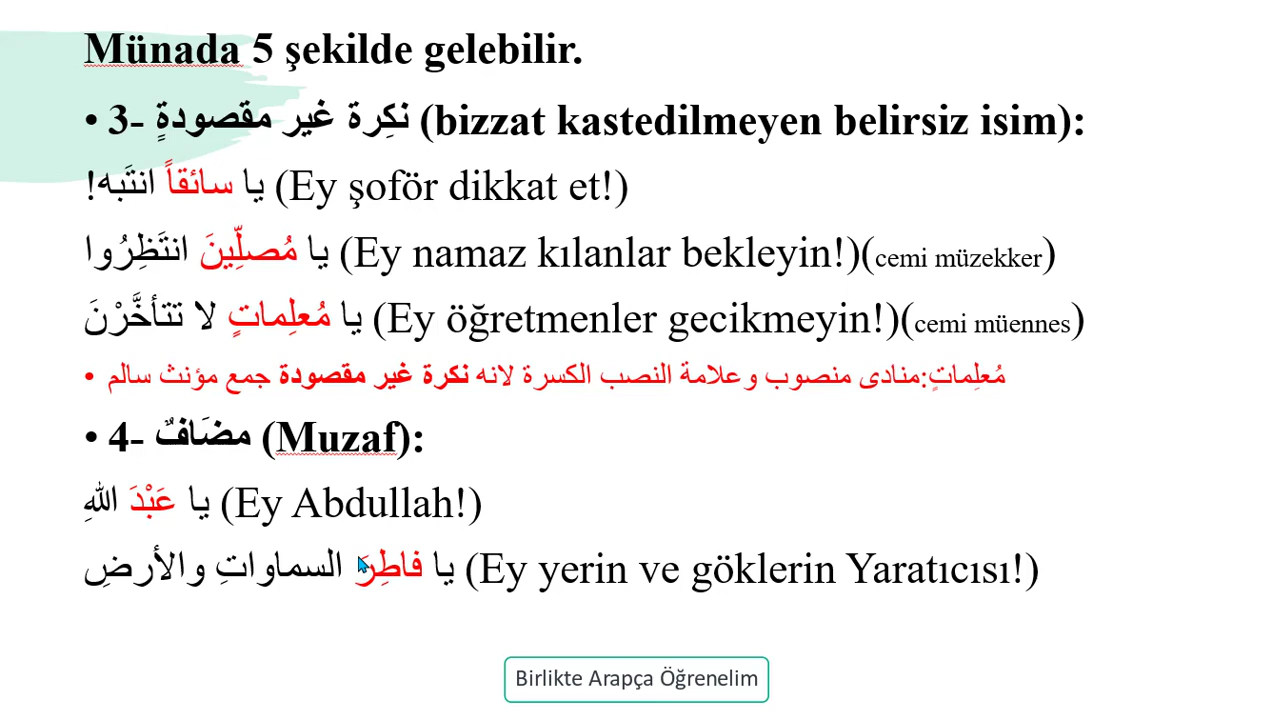 Münada 5 şekilde gelebilir.
• 3- نكِرة غيِر مقصودةٍ (bizzat kastedilmeyen belirsiz isim):
يا سائقاً انتَبه! (Ey şoför dikkat et!)
يا مُصلِّينَ انتَظِرُوا (Ey namaz kılanlar bekleyin!)(cemi müzekker)
يا مُعلِماتٍ لا تتأخَّرْنَ (Ey öğretmenler gecikmeyin!)(cemi müennes)
• مُعلِماتٍ:منادى منصوب وعلامة النصب الكسرة لانه نكرة غير مقصودة جمع مؤنث سالم
• 4- مضَافٌ (Muzaf):
يا عَبْدَ اللهِ (Ey Abdullah!)
يا فاطِرَ السماواتِ والأرضِ (Ey yerin ve göklerin Yaratıcısı!)
Birlikte Arapça Öğrenelim